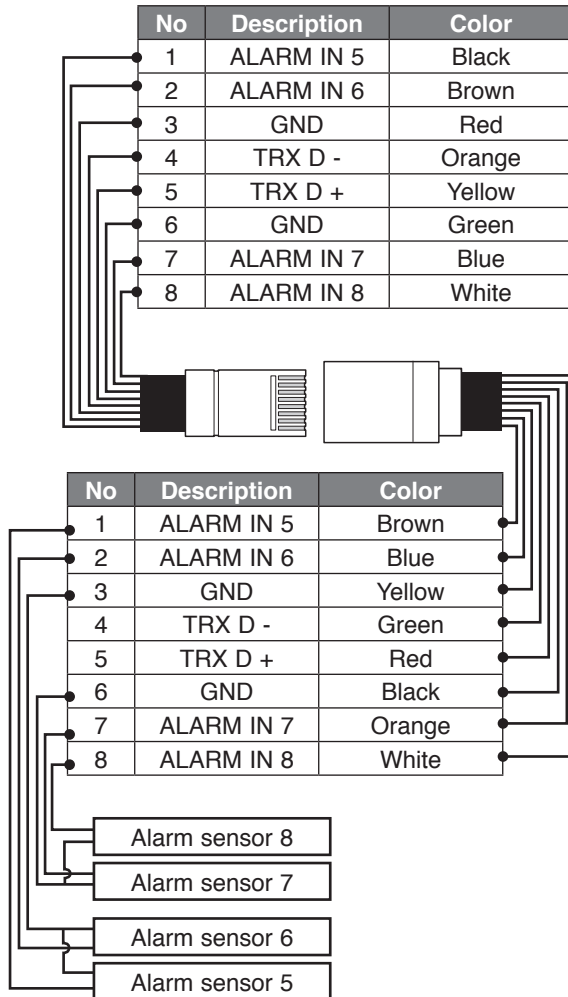 No Description Color
1 ALARM IN 5 Black
2 ALARM IN 6 Brown
3 GND Red
4 TRX D - Orange
5 TRX D + Yellow
6 GND Green
7 ALARM IN 7 Blue
8 ALARM IN 8 White
No Description Color
1 ALARM IN 5 Brown
2 ALARM IN 6 Blue
3 GND Yellow
4 TRX D - Green
5 TRX D + Red
6 GND Black
7 ALARM IN 7 Orange
8 ALARM IN 8 White
Alarm sensor 8
Alarm sensor 7
Alarm sensor 6
Alarm sensor 5